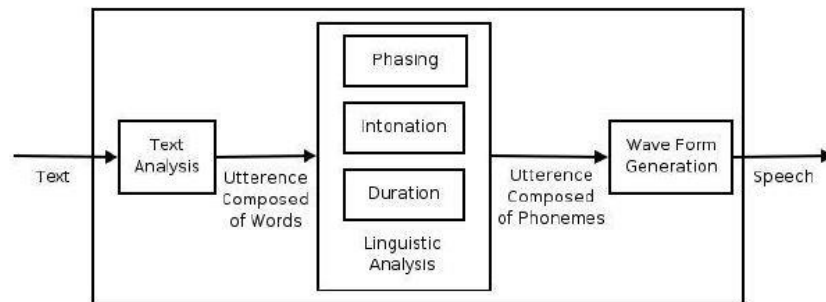 Text
Text
Analysis
Utterence
Composed
of Words
Phasing
Intonation
Duration
Linguistic
Analysis
Utterence
Composed
of Phonemes
Wave Form
Generation
Speech